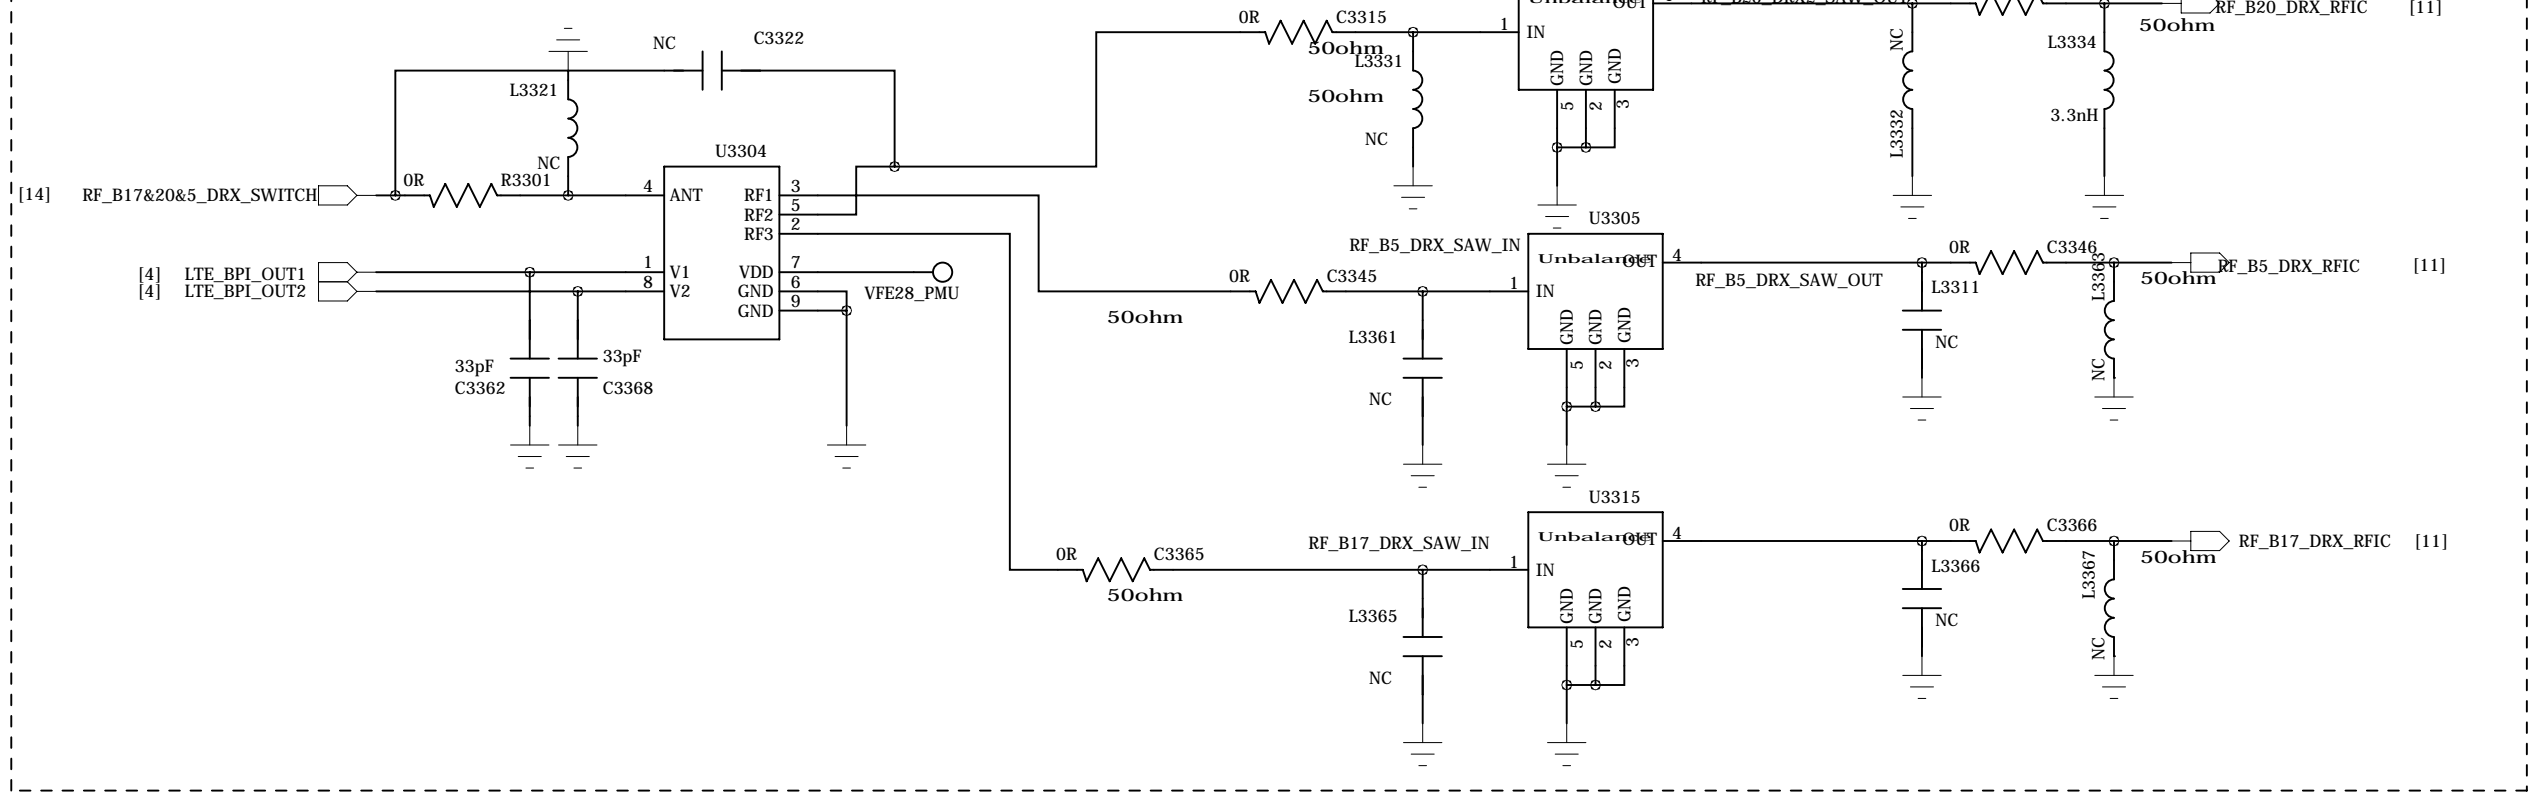 0R
C3315
50ohm
L3331
50ohm
NC
1
IN
GND
GND
GND
5
2
3
NC
L3332
L3334
3.3nH
50ohm
RF_B20_DRX_RFIC
[11]
NC
C3322
L3321
NC
U3304
[14]
RF_B17&20&5_DRX_SWITCH
0R
R3301
4
ANT
RF1
3
RF2
5
RF3
2
[4]
LTE_BPI_OUT1
1
V1
VDD
7
[4]
LTE_BPI_OUT2
8
V2
GND
6
GND
9
VFE28_PMU
33pF
C3362
33pF
C3368
U3305
RF_B5_DRX_SAW_IN
0R
C3345
50ohm
1
IN
Unbalance
OUT
4
GND
GND
GND
5
2
3
L3361
NC
RF_B5_DRX_SAW_OUT
L3311
NC
0R
C3346
L3363
NC
50ohm
RF_B5_DRX_RFIC
[11]
U3315
RF_B17_DRX_SAW_IN
0R
C3365
50ohm
1
IN
Unbalance
OUT
4
GND
GND
GND
5
2
3
L3365
NC
L3366
NC
0R
C3366
L3367
NC
50ohm
RF_B17_DRX_RFIC
[11]